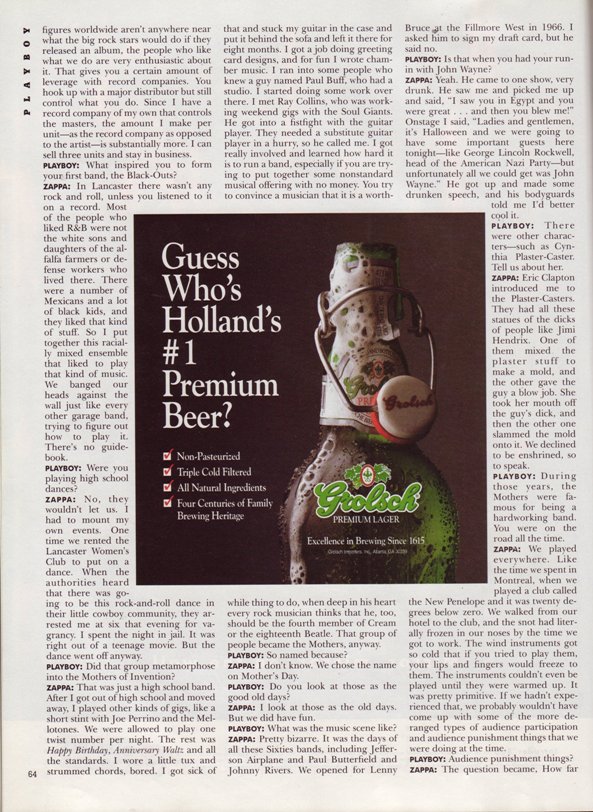 PLAYBOY
figures worldwide aren't anywhere near
what the big rock stars would do if they
released an album, the people who like
what we do are very enthusiastic about
it. That gives you a certain amount of
leverage with record companies. You
hook up with a major distributor but still
control what you do. Since I have a
record company of my own that controls
the masters, the amount I make per
unit—as the record company as opposed
to the artist—is substantially more. I can
sell three units and stay in business.
PLAYBOY: What inspired you to form
your first band, the Black-Outs?
ZAPPA: In Lancaster there wasn't any
rock and roll, unless you listened to it
on a record. Most
of the people who
liked R&B were not
the white sons and
daughters of the al-
falfa farmers or de-
fense workers who
lived there. There
were a number of
Mexicans and a lot
of black kids, and
they liked that kind
of stuff. So I put
together this racial-
ly mixed ensemble
that liked to play
that kind of music.
We banged our
heads against the
wall just like every
other garage band,
trying to figure out
how to play it.
There's no guide-
book.
PLAYBOY: Were you
playing high school
dances?
ZAPPA: No, they
wouldn't let us. I
had to mount my
own events. One
time we rented the
Lancaster Women's
Club to put on a
dance. When the
authorities heard
that there was go-
ing to be this rock-and-roll dance in
their little cowboy community, they ar-
rested me at six that evening for va-
grancy. I spent the night in jail. It was
right out of a teenage movie. But the
dance went off anyway.
PLAYBOY: Did that group metamorphose
into the Mothers of Invention?
ZAPPA: That was just a high school band.
After I got out of high school and moved
away, I played other kinds of gigs, like a
short stint with Joe Perrino and the Mel-
lotones. We were allowed to play one
twist number per night. The rest was
Happy Birthday, Anniversary Waltz and all
the standards. I wore a little tux and
strummed chords, bored. I got sick of
64
that and stuck my guitar in the case and
put it behind the sofa and left it there for
eight months. I got a job doing greeting
card designs, and for fun I wrote cham-
ber music. I ran into some people who
knew a guy named Paul Buff, who had a
studio. I started doing some work over
there. I met Ray Collins, who was work-
ing weekend gigs with the Soul Giants.
He got into a fistfight with the guitar
player. They needed a substitute guitar
player in a hurry, so he called me. I got
really involved and learned how hard it
is to run a band, especially if you are try-
ing to put together some nonstandard
musical offering with no money. You try
to convince a musician that it is a worth-
Guess
Who's
Holland's
#1
Premium
Beer?
Non-Pasteurized
Triple Cold Filtered
All Natural Ingredients
Four Centuries of Family
Brewing Heritage
Grolsch
Grolsch
PREMIUM LAGER
Excellence in Brewing Since 1615
Grolsch Importers, Inc., Atlanta, GA 30339
while thing to do, when deep in his heart
every rock musician thinks that he, too,
should be the fourth member of Cream
or the eighteenth Beatle. That group of
people became the Mothers, anyway.
PLAYBOY: So named because?
ZAPPA: I don't know. We chose the name
on Mother's Day.
PLAYBOY: Do you look at those as the
good old days?
ZAPPA: I look at those as the old days.
But we did have fun.
PLAYBOY: What was the music scene like?
ZAPPA: Pretty bizarre. It was the days of
all these Sixties bands, including Jeffer-
son Airplane and Paul Butterfield and
Johnny Rivers. We opened for Lenny
Bruce at the Fillmore West in 1966. I
asked him to sign my draft card, but he
said no.
PLAYBOY: Is that when you had your run-
in with John Wayne?
ZAPPA: Yeah. He came to one show, very
drunk. He saw me and picked me up
and said, "I saw you in Egypt and you
were great . . . and then you blew me!"
Onstage I said, "Ladies and gentlemen,
it's Halloween and we were going to
have some important guests here
tonight—like George Lincoln Rockwell,
head of the American Nazi Party—but
unfortunately all we could get was John
Wayne." He got up and made some
drunken speech, and his bodyguards
told me I'd better
cool it.
PLAYBOY: There
were other charac-
ters—such as Cyn-
thia Plaster-Caster.
Tell us about her.
ZAPPA: Eric Clapton
introduced me to
the Plaster-Casters.
They had all these
statues of the dicks
of people like Jimi
Hendrix. One of
them mixed the
plaster stuff to
make a mold, and
the other gave the
guy a blow job. She
took her mouth off
the guy's dick, and
then the other one
slammed the mold
onto it. We declined
to be enshrined, so
to speak.
PLAYBOY: During
those years, the
Mothers were fa-
mous for being a
hardworking band.
You were on the
road all the time.
ZAPPA: We played
everywhere. Like
the time we spent in
Montreal, when we
played a club called
the New Penelope and it was twenty de-
grees below zero. We walked from our
hotel to the club, and the snot had liter-
ally frozen in our noses by the time we
got to work. The wind instruments got
so cold that if you tried to play them,
your lips and fingers would freeze to
them. The instruments couldn't even be
played until they were warmed up. It
was pretty primitive. If we hadn't expe-
rienced that, we probably wouldn't have
come up with some of the more de-
ranged types of audience participation
and audience punishment things that we
were doing at the time.
PLAYBOY: Audience punishment things?
ZAPPA: The question became, How far